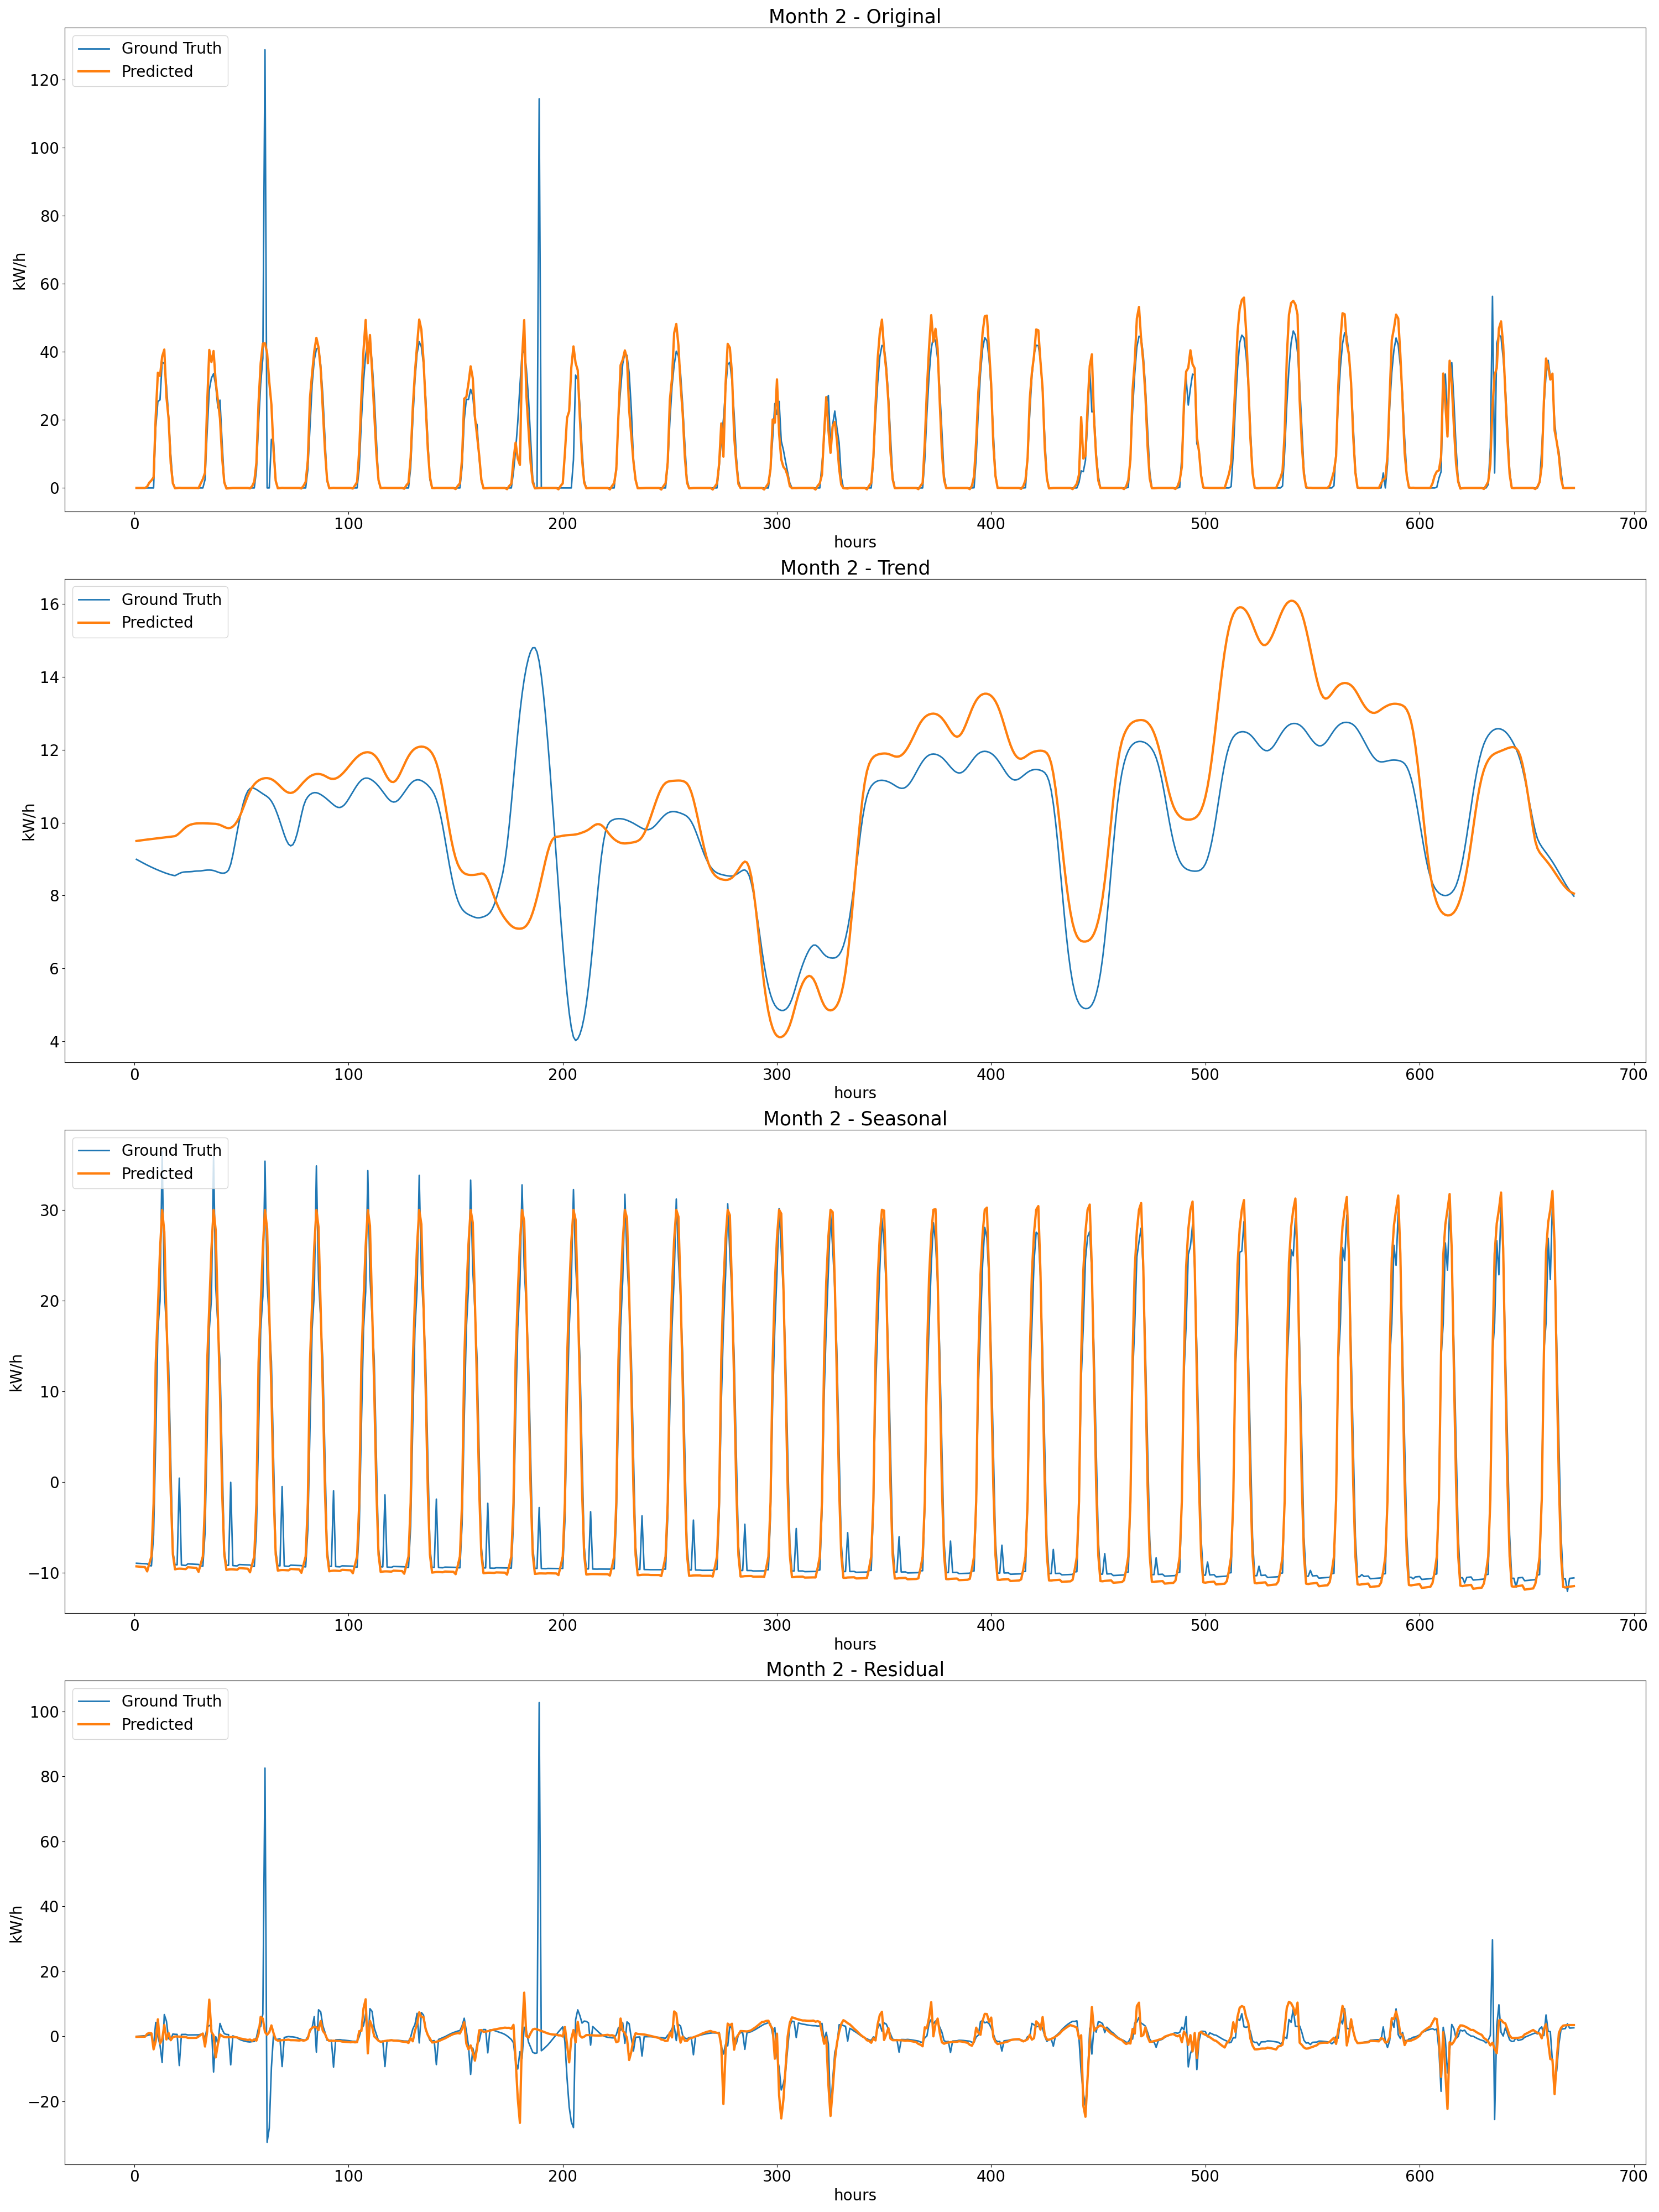 Month 2 - Original
Ground Truth
Predicted
kW/h
120
100
80
60
40
20
0
0 100 200 300 400 500 600 700
hours
Month 2 - Trend
Ground Truth
Predicted
kW/h
16
14
12
10
8
6
4
0 100 200 300 400 500 600 700
hours
Month 2 - Seasonal
Ground Truth
Predicted
kW/h
30
20
10
0
−10
0 100 200 300 400 500 600 700
hours
Month 2 - Residual
Ground Truth
Predicted
kW/h
100
80
60
40
20
0
−20
0 100 200 300 400 500 600 700
hours